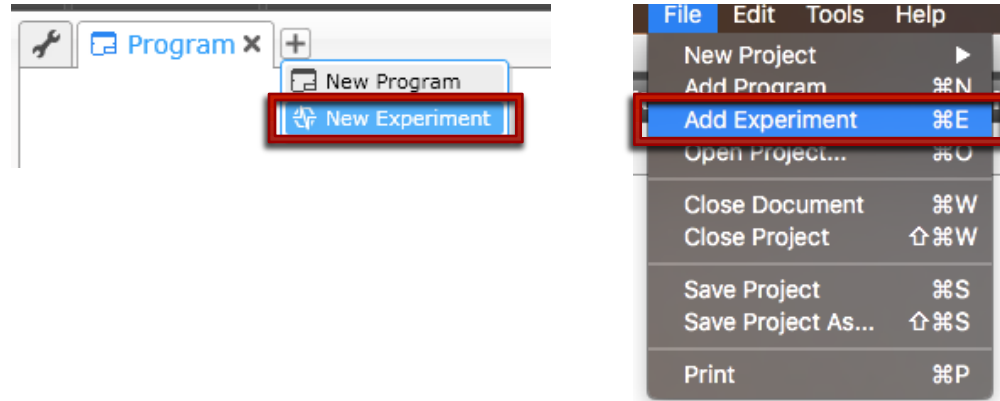 Program ×
New Program
New Experiment
File Edit Tools Help
New Project ▶
Add Program ⌘N
Add Experiment ⌘E
Open Project... ⌘O
Close Document ⌘W
Close Project ⇧⌘W
Save Project ⌘S
Save Project As... ⇧⌘S
Print ⌘P